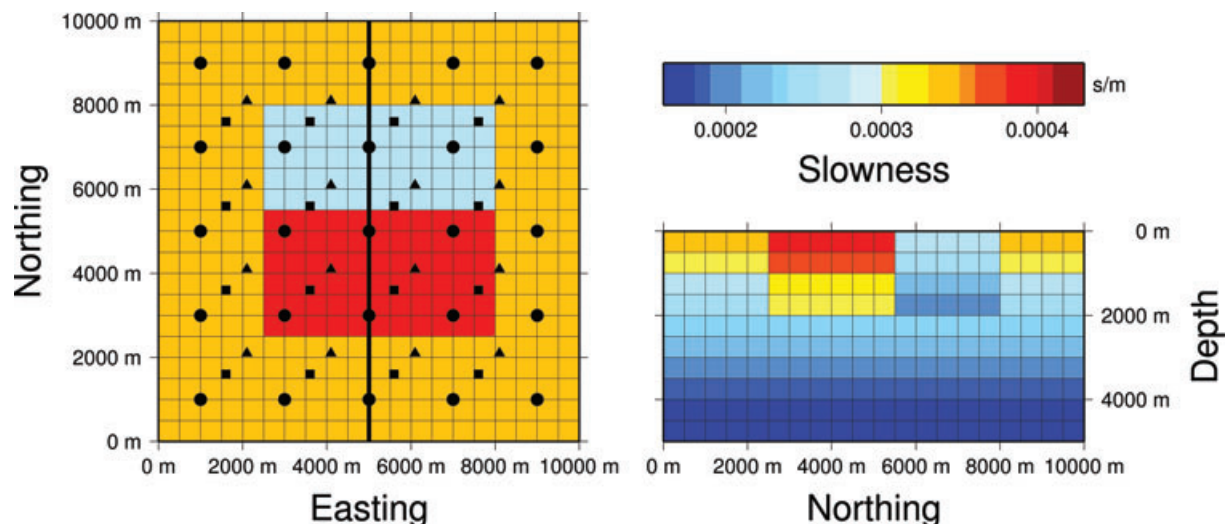 10000 m
8000 m
6000 m
4000 m
2000 m
0 m
Northing
0 m 2000 m 4000 m 6000 m 8000 m 10000 m
Easting
s/m
0.0002 0.0003 0.0004
Slowness
0 m
2000 m
4000 m
Depth
0 m 2000 m 4000 m 6000 m 8000 m 10000 m
Northing